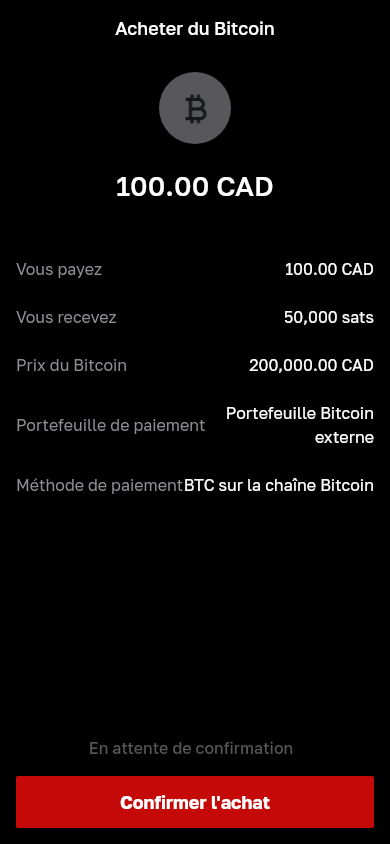 Acheter du Bitcoin
100.00 CAD
Vous payez 100.00 CAD
Vous recevez 50,000 sats
Prix du Bitcoin 200,000.00 CAD
Portefeuille de paiement Portefeuille Bitcoin
externe
Méthode de paiement BTC sur la chaîne Bitcoin
En attente de confirmation
Confirmer l'achat